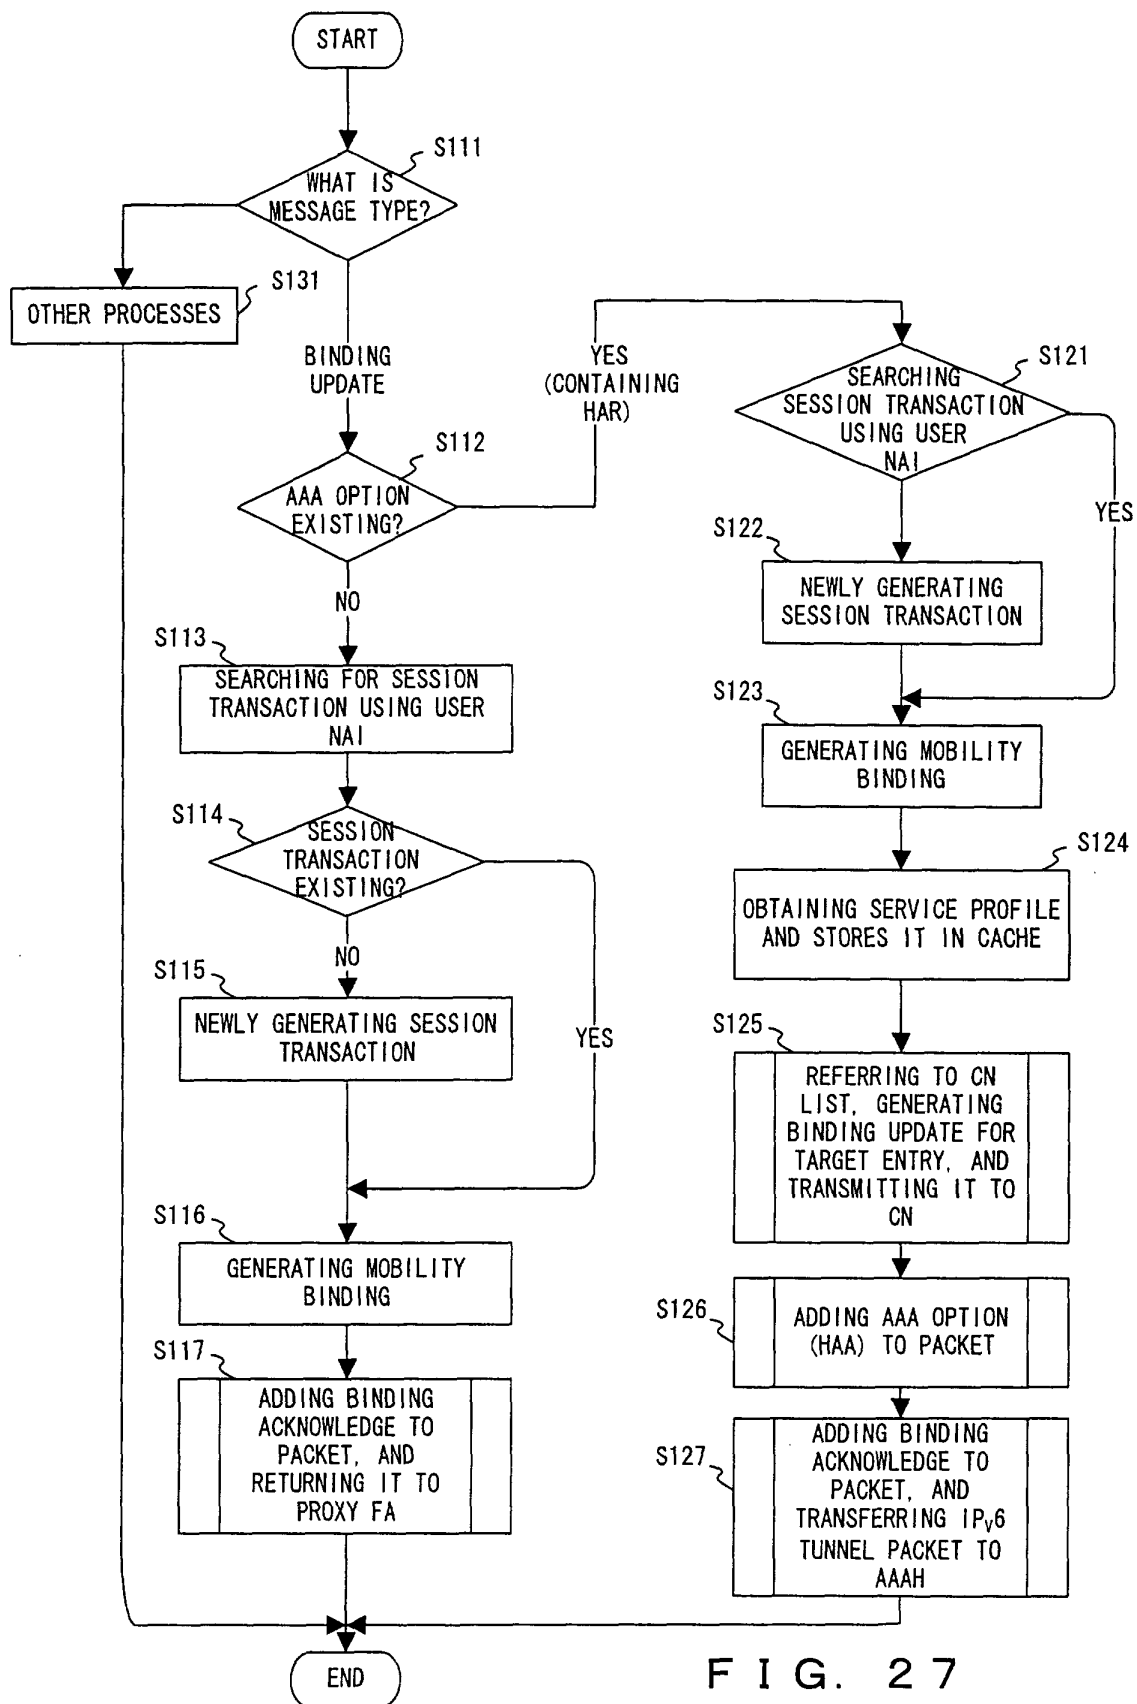 START
S111
WHAT IS
MESSAGE TYPE?
S131
OTHER PROCESSES
BINDING
UPDATE
YES
(CONTAINING
HAR)
S112
AAA OPTION
EXISTING?
NO
S113
SEARCHING FOR SESSION
TRANSACTION USING USER
NAI
S114
SESSION
TRANSACTION
EXISTING?
NO
YES
S115
NEWLY GENERATING SESSION
TRANSACTION
S116
GENERATING MOBILITY
BINDING
S117
ADDING BINDING
ACKNOWLEDGE TO
PACKET, AND
RETURNING IT TO
PROXY FA
END
S121
SEARCHING
SESSION TRANSACTION
USING USER
NAI
YES
S122
NEWLY GENERATING
SESSION TRANSACTION
S123
GENERATING MOBILITY
BINDING
S124
OBTAINING SERVICE PROFILE
AND STORES IT IN CACHE
S125
REFERRING TO CN
LIST, GENERATING
BINDING UPDATE FOR
TARGET ENTRY, AND
TRANSMITTING IT TO
CN
S126
ADDING AAA OPTION
(HAA) TO PACKET
S127
ADDING BINDING
ACKNOWLEDGE TO
PACKET, AND
TRANSFERRING IPv6
TUNNEL PACKET TO
AAAH
FIG. 27